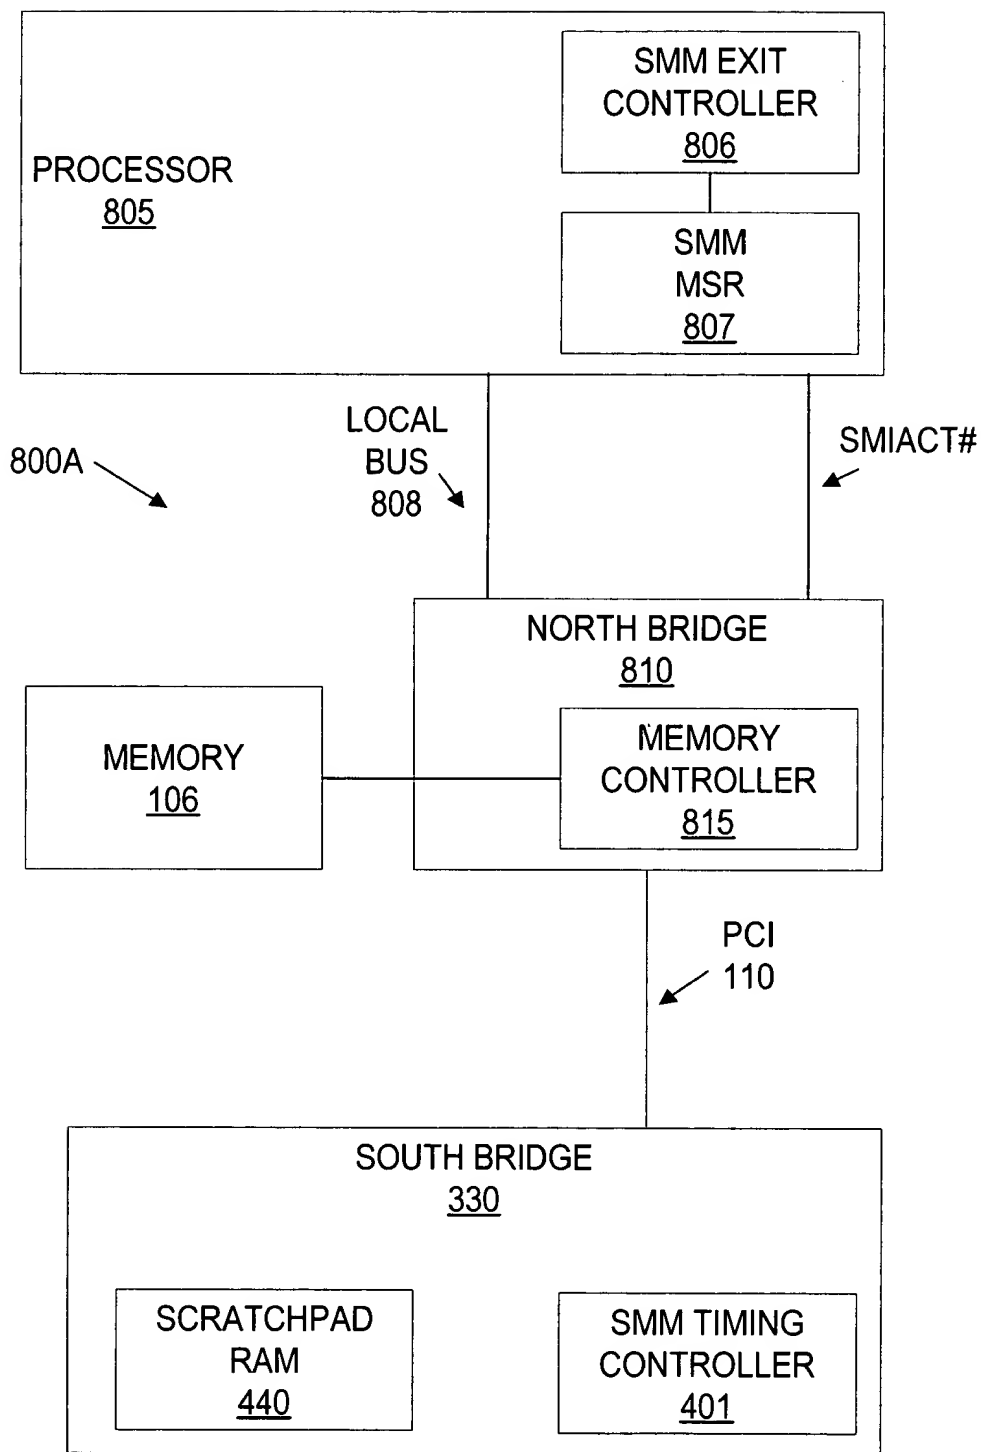 SMM EXIT
CONTROLLER
806
PROCESSOR
805
SMM
MSR
807
LOCAL
BUS
808
SMIACT#
800A
NORTH BRIDGE
810
MEMORY
106
MEMORY
CONTROLLER
815
PCI
110
SOUTH BRIDGE
330
SCRATCHPAD
RAM
440
SMM TIMING
CONTROLLER
401